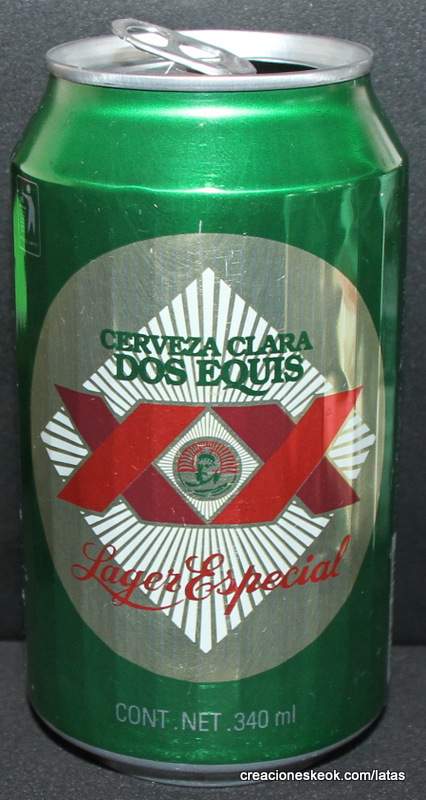 CERVEZA CLARA
DOS EQUIS
XX
Lager Especial
CONT.NET.340 ml
creacioneskeok.com/latas